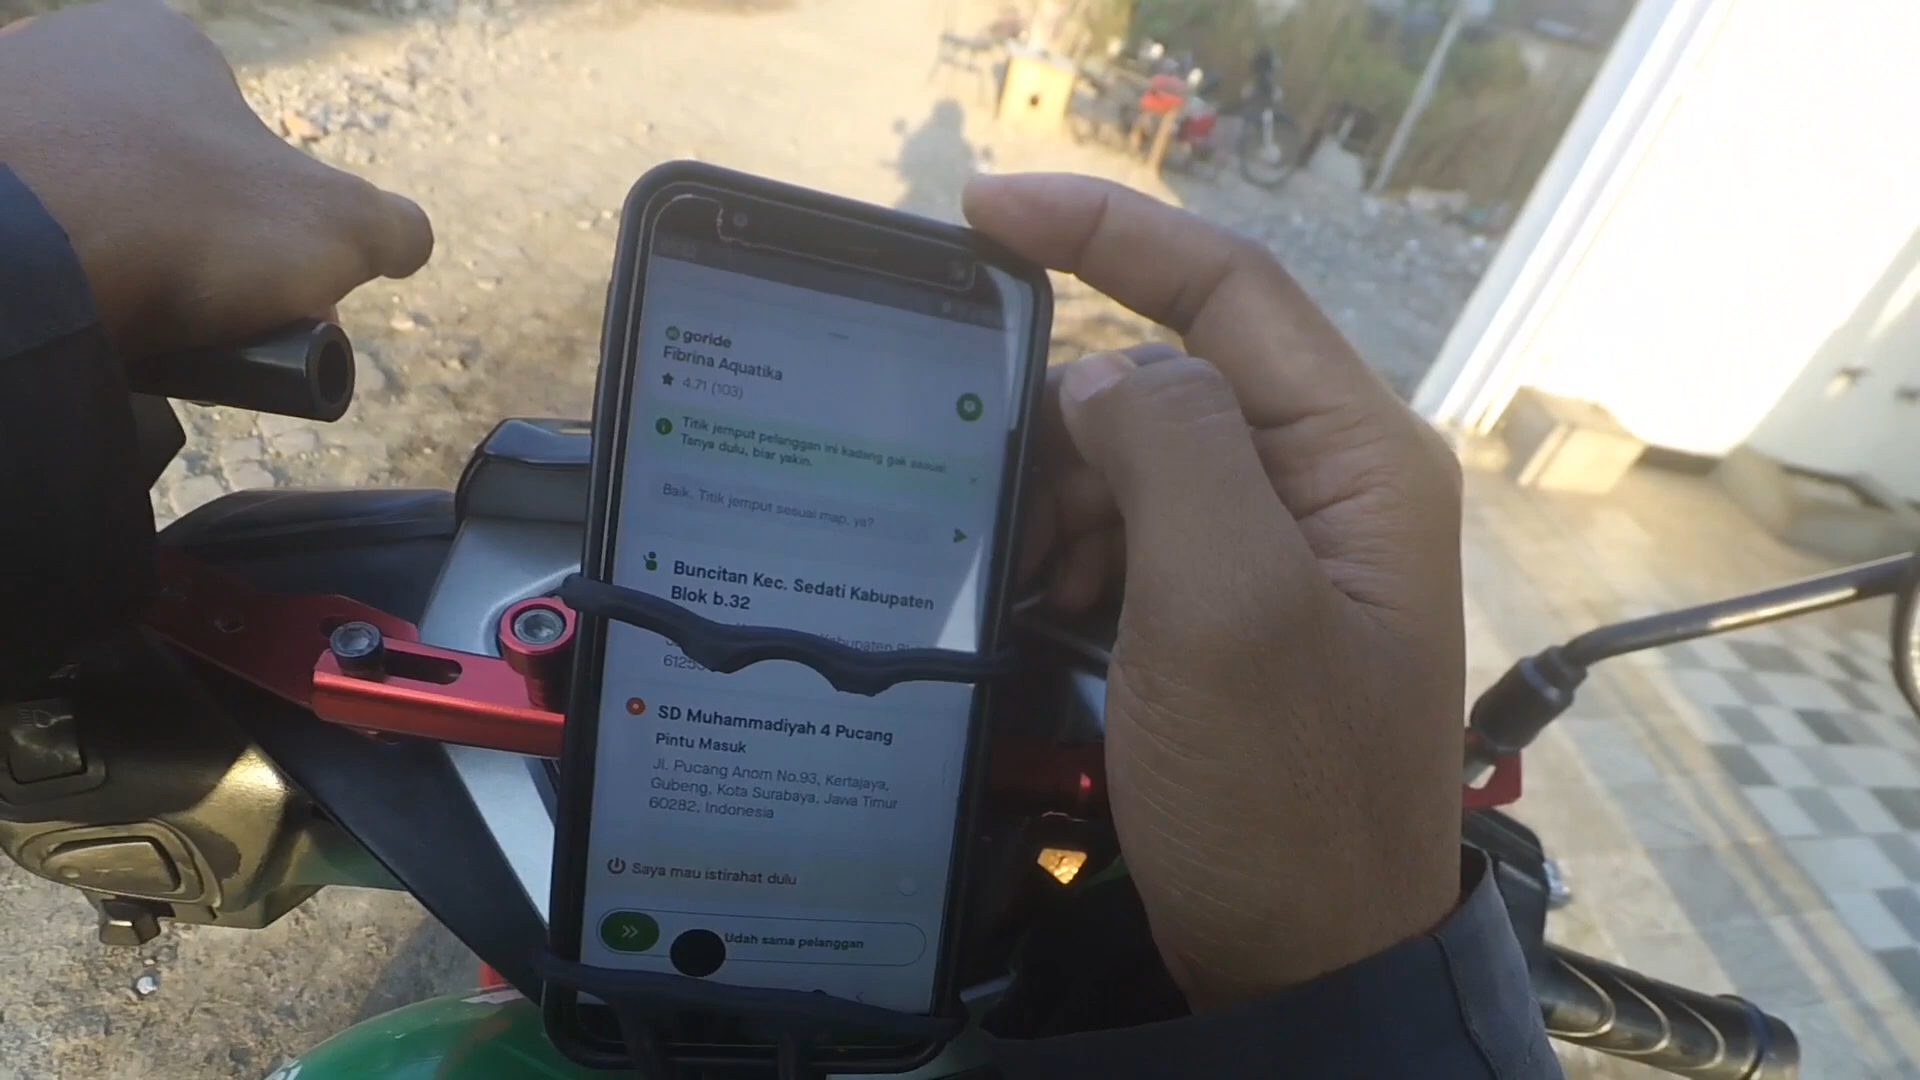 goride
Fibrina Aquatika
4.71 (103)
Titik jemput pelanggan ini kadang gak sesuai.
Tanya dulu, biar yakin.
Baik. Titik jemput sesuai map, ya?
Buncitan Kec. Sedati Kabupaten
Blok b.32
Kabupaten
6125
SD Muhammadiyah 4 Pucang
Pintu Masuk
Jl. Pucang Anom No.93, Kertajaya,
Gubeng, Kota Surabaya, Jawa Timur
60282, Indonesia
Saya mau istirahat dulu
Udah sama pelanggan